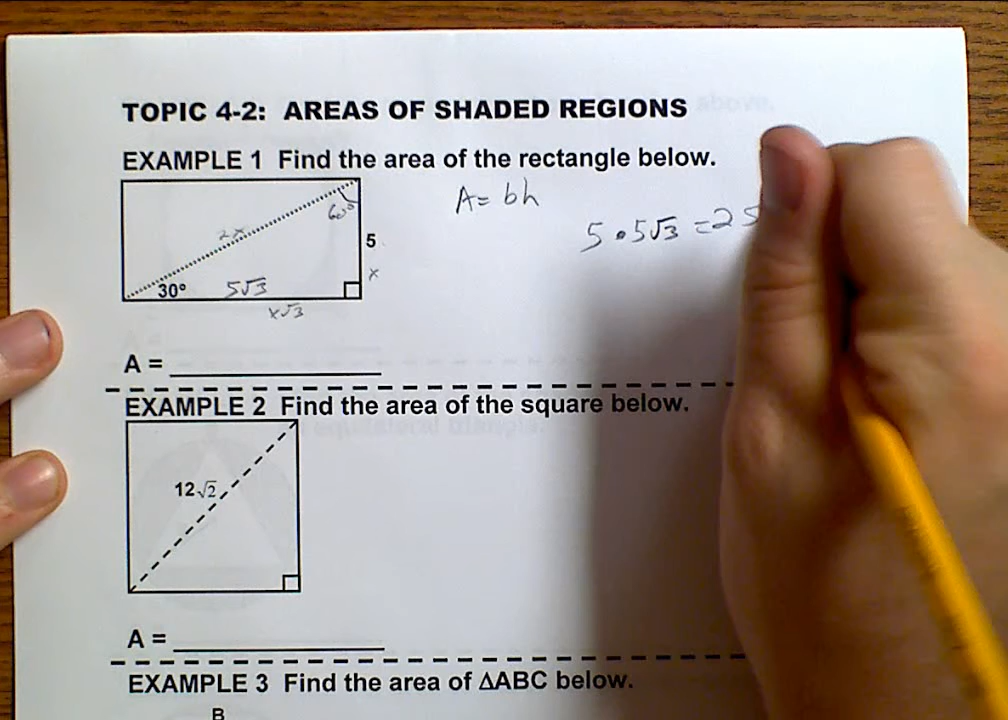 TOPIC 4-2: AREAS OF SHADED REGIONS
EXAMPLE 1 Find the area of the rectangle below.
A = bh
60°
2x
5 • 5√3 = 25
5
x
30°
5√3
x√3
A =
EXAMPLE 2 Find the area of the square below.
12√2
A =
EXAMPLE 3 Find the area of ΔABC below.
B